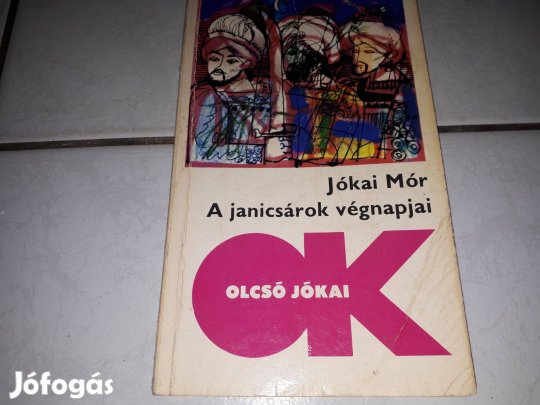 Jókai Mór
A janicsárok végnapjai
OK
OLCSÓ JÓKAI
Jófogás